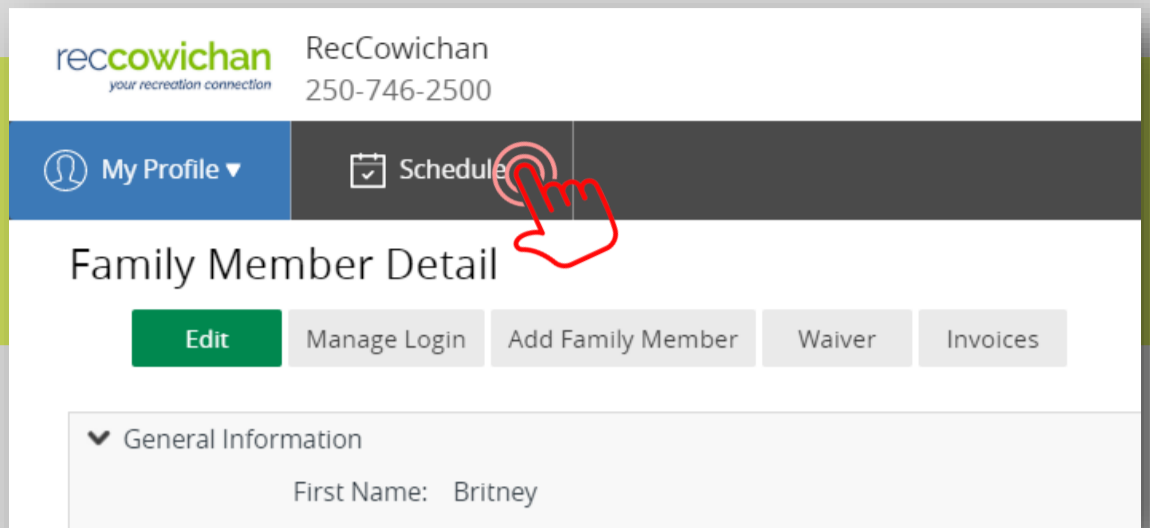 reccowichan
your recreation connection
RecCowichan
250-746-2500
My Profile ▾
Schedule
Family Member Detail
Edit
Manage Login
Add Family Member
Waiver
Invoices
General Information
First Name: Britney